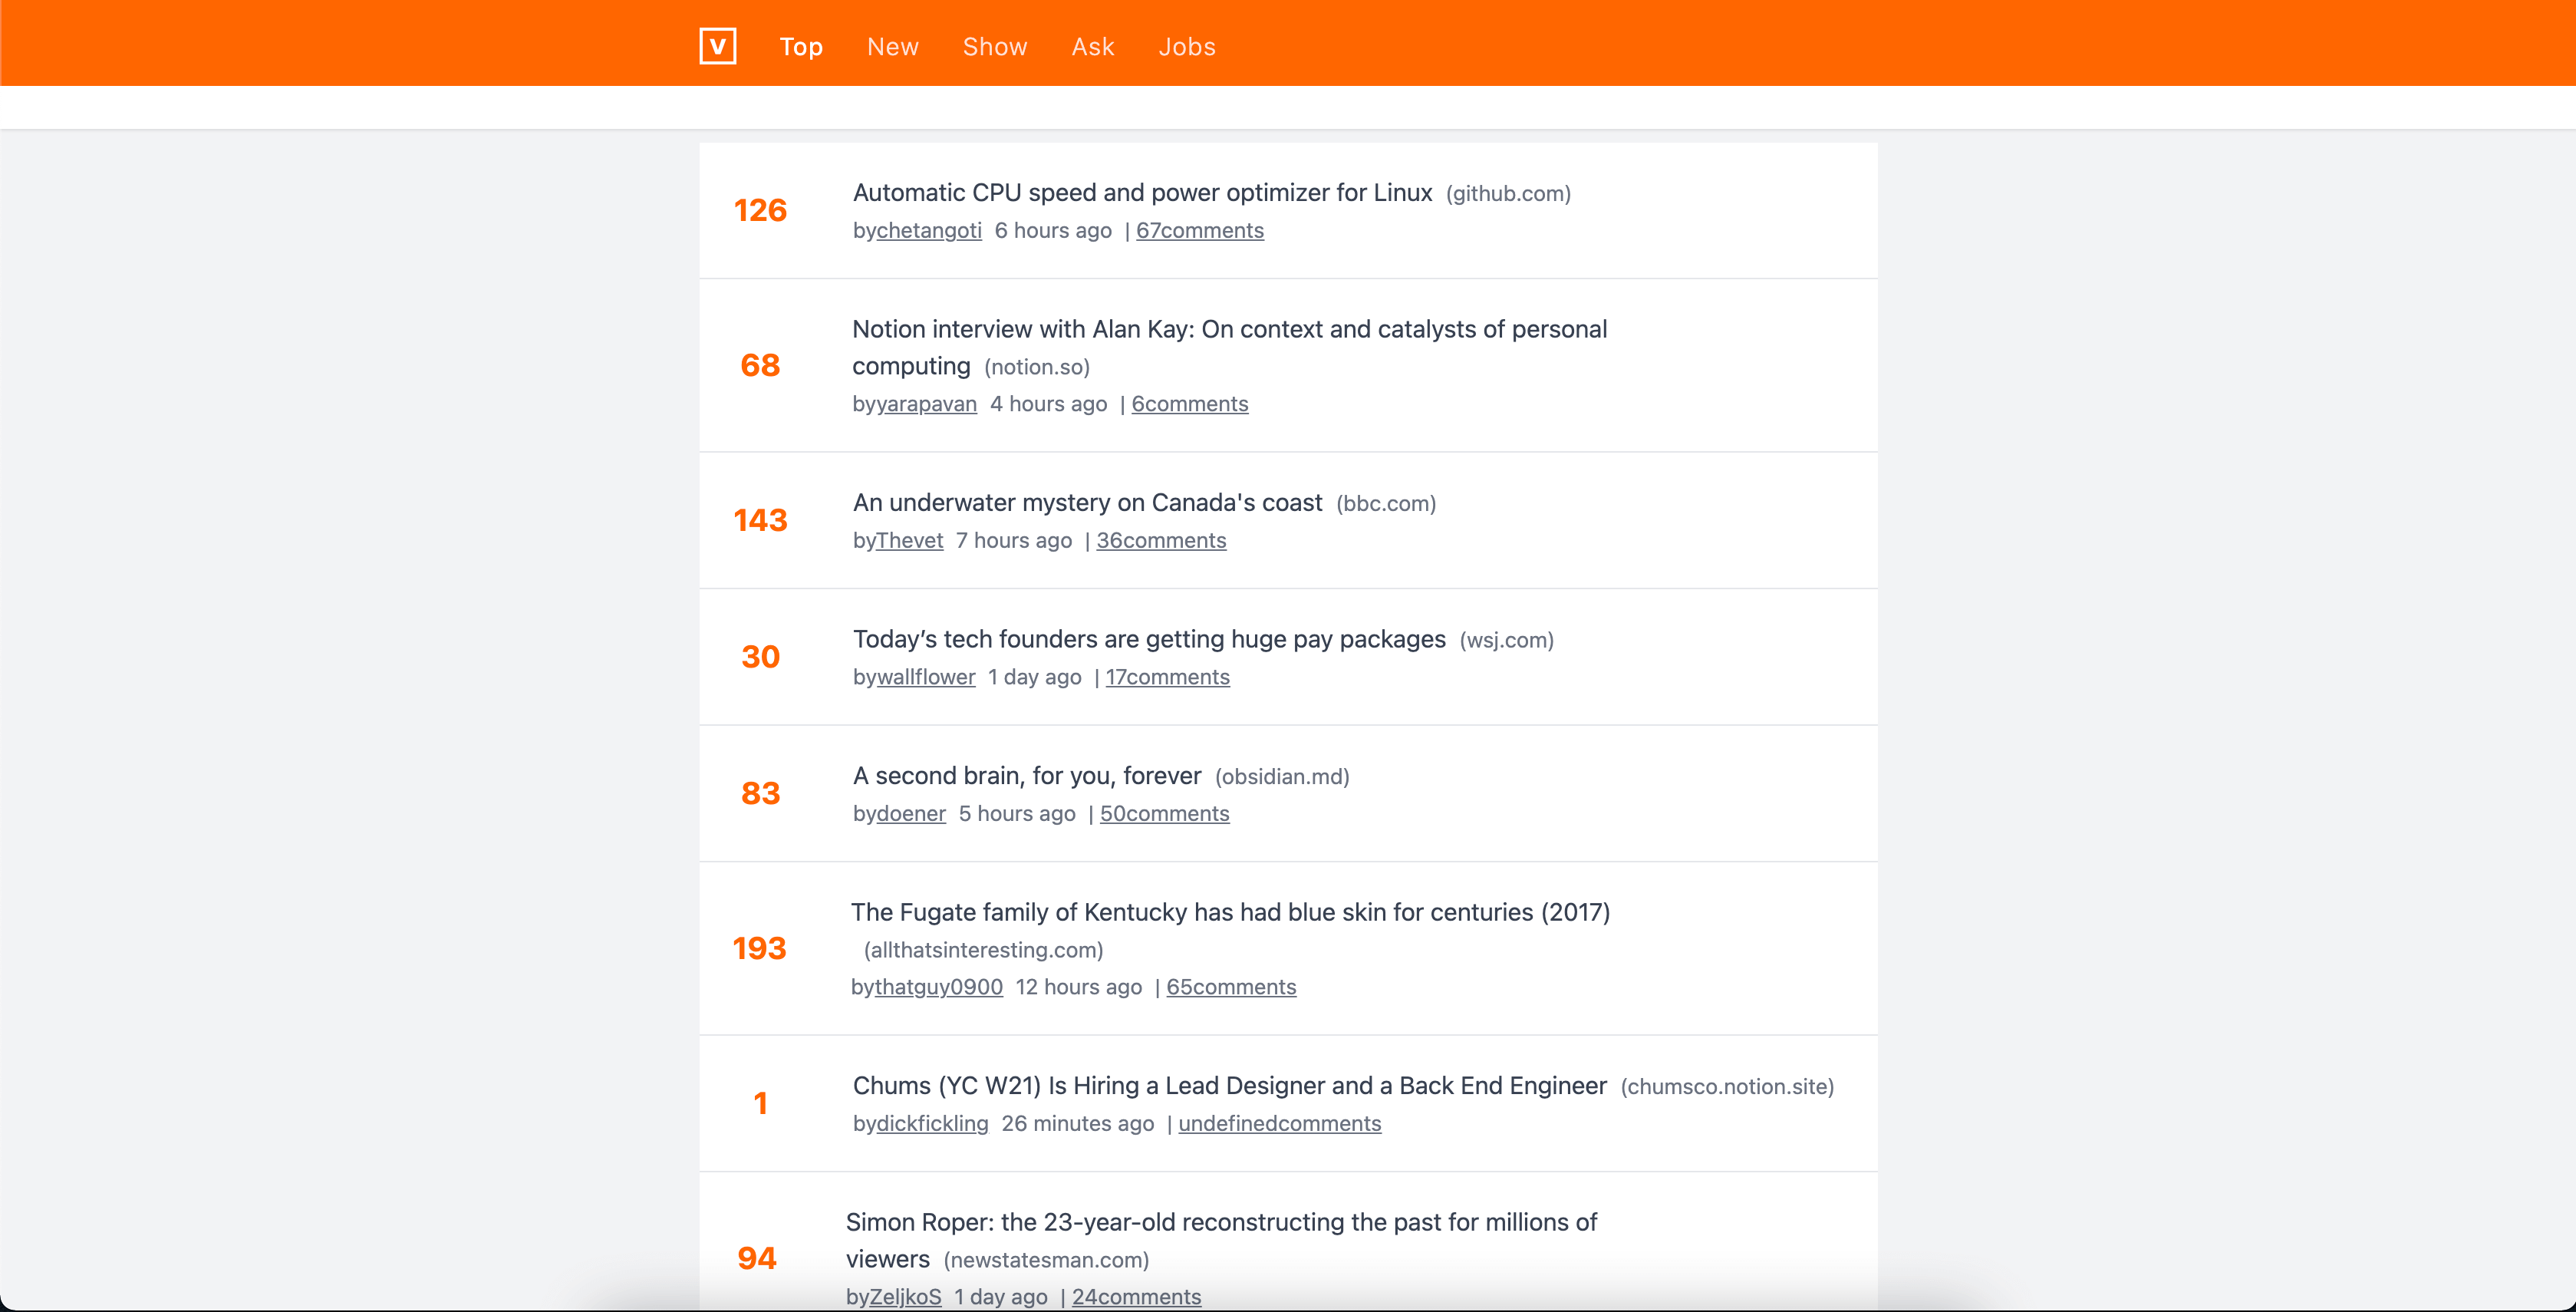 V Top New Show Ask Jobs
126
Automatic CPU speed and power optimizer for Linux (github.com)
bychetangoti 6 hours ago | 67comments
68
Notion interview with Alan Kay: On context and catalysts of personal
computing (notion.so)
byyarapavan 4 hours ago | 6comments
143
An underwater mystery on Canada's coast (bbc.com)
byThevet 7 hours ago | 36comments
30
Today’s tech founders are getting huge pay packages (wsj.com)
bywallflower 1 day ago | 17comments
83
A second brain, for you, forever (obsidian.md)
bydoener 5 hours ago | 50comments
193
The Fugate family of Kentucky has had blue skin for centuries (2017)
(allthatsinteresting.com)
bythatguy0900 12 hours ago | 65comments
1
Chums (YC W21) Is Hiring a Lead Designer and a Back End Engineer (chumsco.notion.site)
bydickfickling 26 minutes ago | undefinedcomments
94
Simon Roper: the 23-year-old reconstructing the past for millions of
viewers (newstatesman.com)
byZeljkoS 1 day ago | 24comments